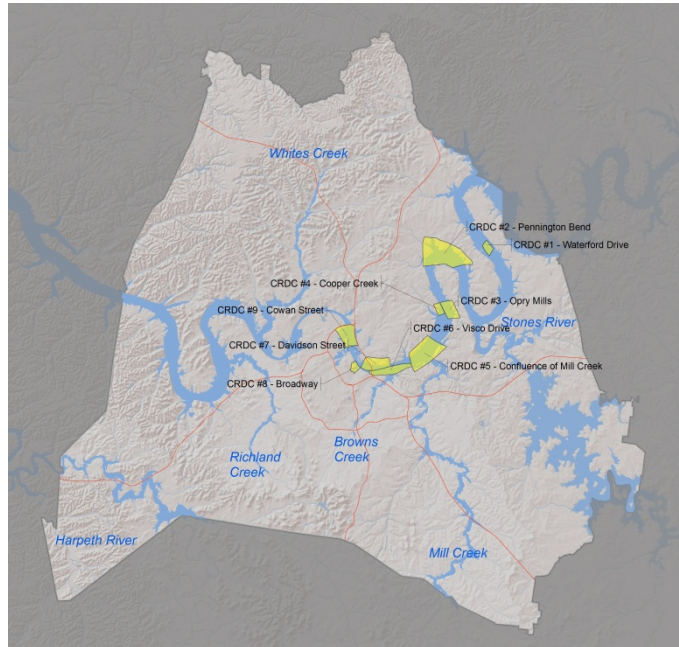 Whites Creek
CRDC #2 - Pennington Bend
CRDC #1 - Waterford Drive
CRDC #4 - Cooper Creek
CRDC #3 - Opry Mills
CRDC #9 - Cowan Street
Stones River
CRDC #6 - Visco Drive
CRDC #7 - Davidson Street
CRDC #5 - Confluence of Mill Creek
CRDC #8 - Broadway
Browns
Creek
Richland
Creek
Harpeth River
Mill Creek